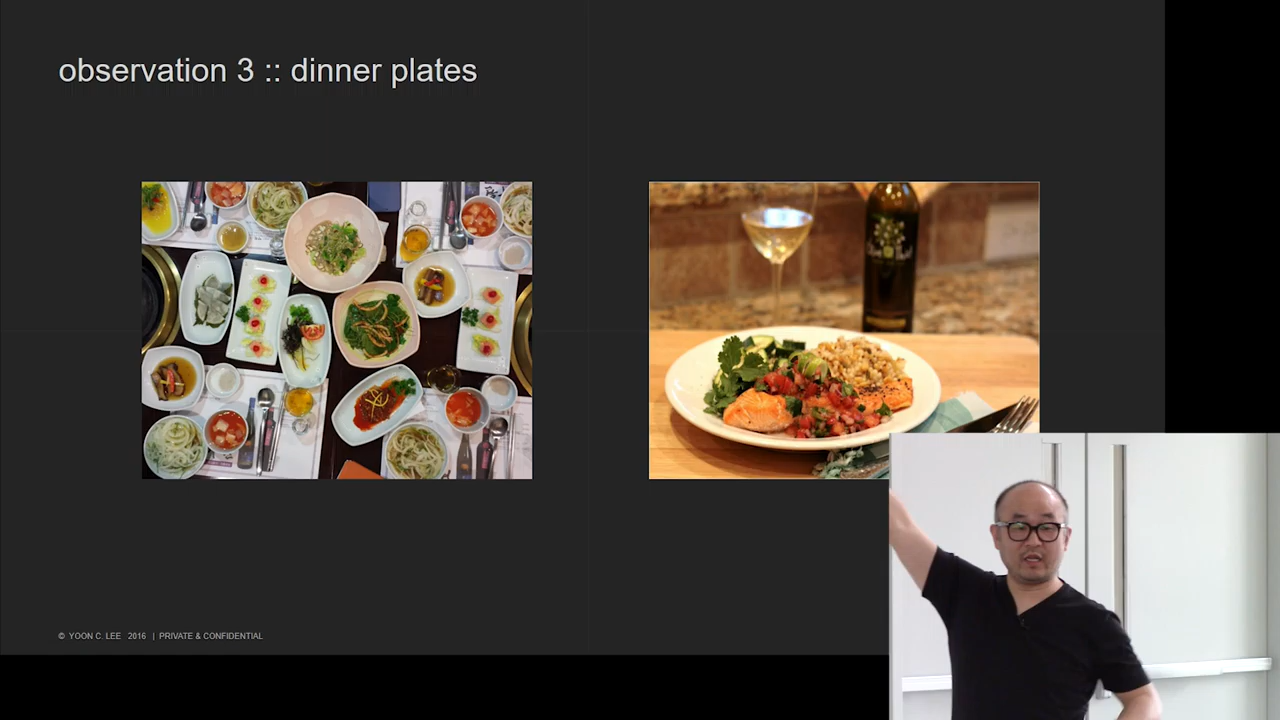 observation 3 :: dinner plates
© YOON C. LEE 2016 | PRIVATE & CONFIDENTIAL